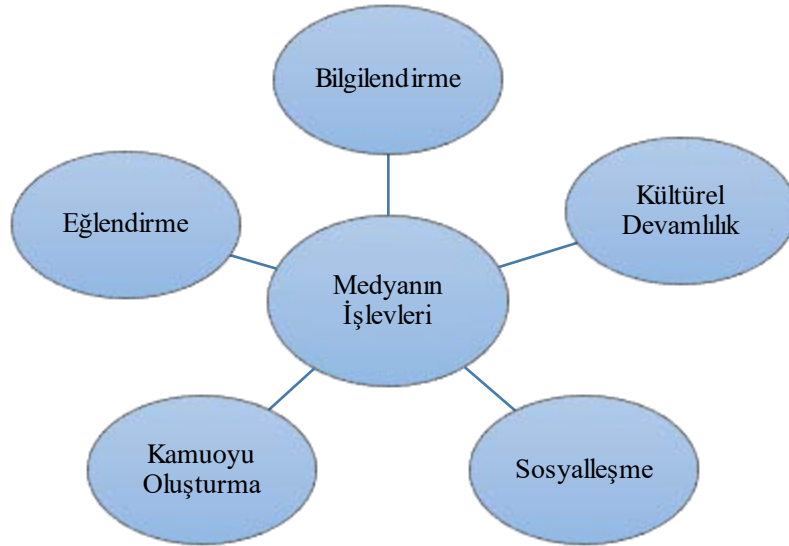 Bilgilendirme
Kültürel
Devamlılık
Eğlendirme
Medyanın
İşlevleri
Kamuoyu
Oluşturma
Sosyalleşme